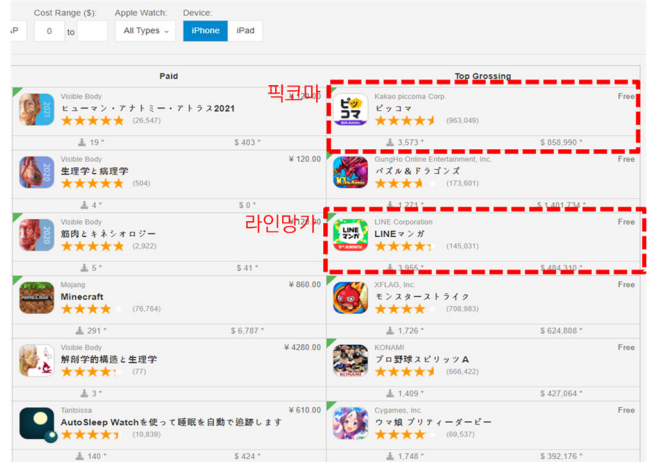 Cost Range ($):
Apple Watch:
Device:
AP
0
to
All Types
iPhone
iPad
Paid
Top Grossing
Visible Body
ヒューマン・アナトミー・アトラス2021
(26,547)
19 *
$ 403 *
픽코마
Kakao piccoma Corp.
Free
ピッコマ
(963,049)
3,573 *
$ 858,990 *
Visible Body
¥ 120.00
生理学と病理学
(504)
4 *
$ 0 *
GungHo Online Entertainment, Inc.
Free
パズル＆ドラゴンズ
(173,601)
1,271 *
$ 1,401,734 *
Visible Body
筋肉とキネシオロジー
(2,922)
5 *
$ 41 *
라인망가
LINE Corporation
Free
LINEマンガ
(145,031)
3,955 *
$ 484,310 *
Mojang
¥ 860.00
Minecraft
(76,764)
291 *
$ 6,787 *
XFLAG, Inc.
Free
モンスターストライク
(708,983)
1,726 *
$ 624,808 *
Visible Body
¥ 4280.00
解剖学的構造と生理学
(77)
3 *
KONAMI
Free
プロ野球スピリッツA
(666,422)
1,409 *
$ 427,064 *
Tantsissa
¥ 610.00
AutoSleep Watchを使って睡眠を自動で追跡します
(10,839)
140 *
$ 424 *
Cygames, Inc.
Free
ウマ娘 プリティーダービー
(69,537)
1,748 *
$ 392,176 *